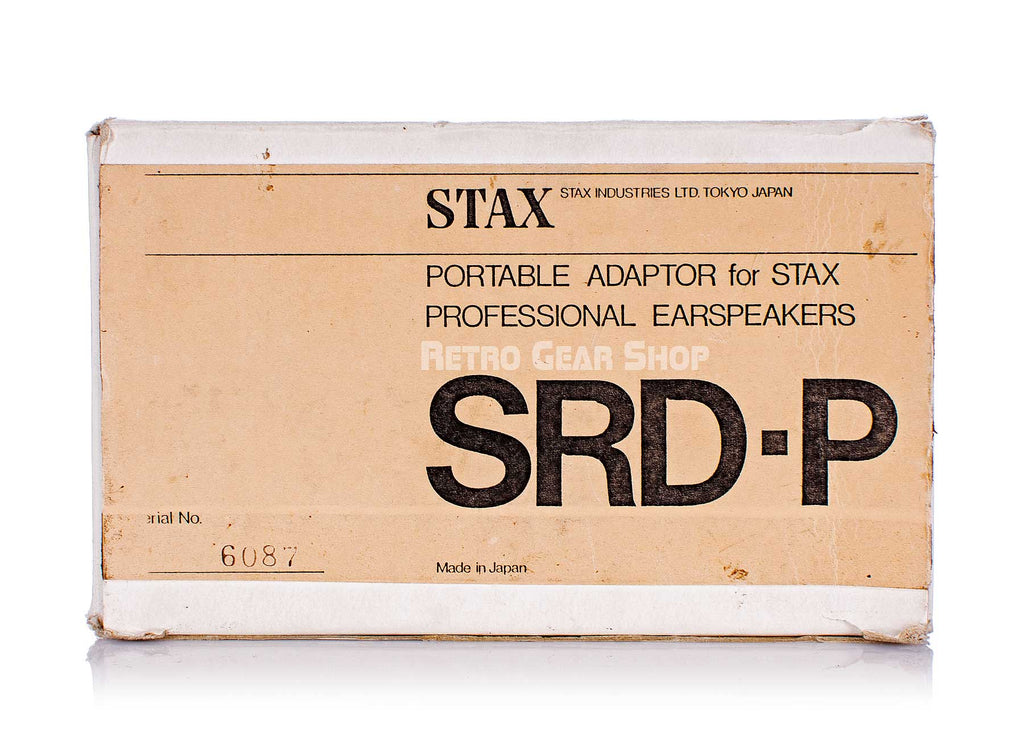 STAX STAX INDUSTRIES LTD. TOKYO JAPAN
PORTABLE ADAPTOR for STAX
PROFESSIONAL EARSPEAKERS
RETRO GEAR SHOP
SRD-P
erial No.
6087
Made in Japan